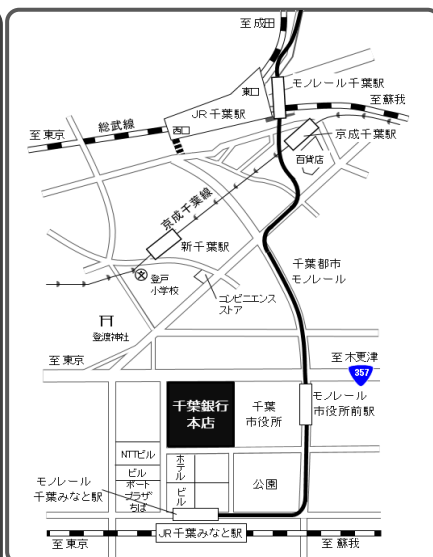 至成田
東口
モノレール千葉駅
JR千葉駅
至蘇我
総武線
西口
至東京
京成千葉駅
百貨店
京成千葉線
新千葉駅
登戸
小学校
千葉都市
モノレール
コンビニエンス
ストア
登渡神社
至東京
至木更津
357
千葉銀行
本店
千葉
市役所
モノレール
市役所前駅
NTTビル
ビル
ポート
プラザ
ちば
ホテル
ビル
公園
モノレール
千葉みなと駅
JR千葉みなと駅
至東京
至蘇我